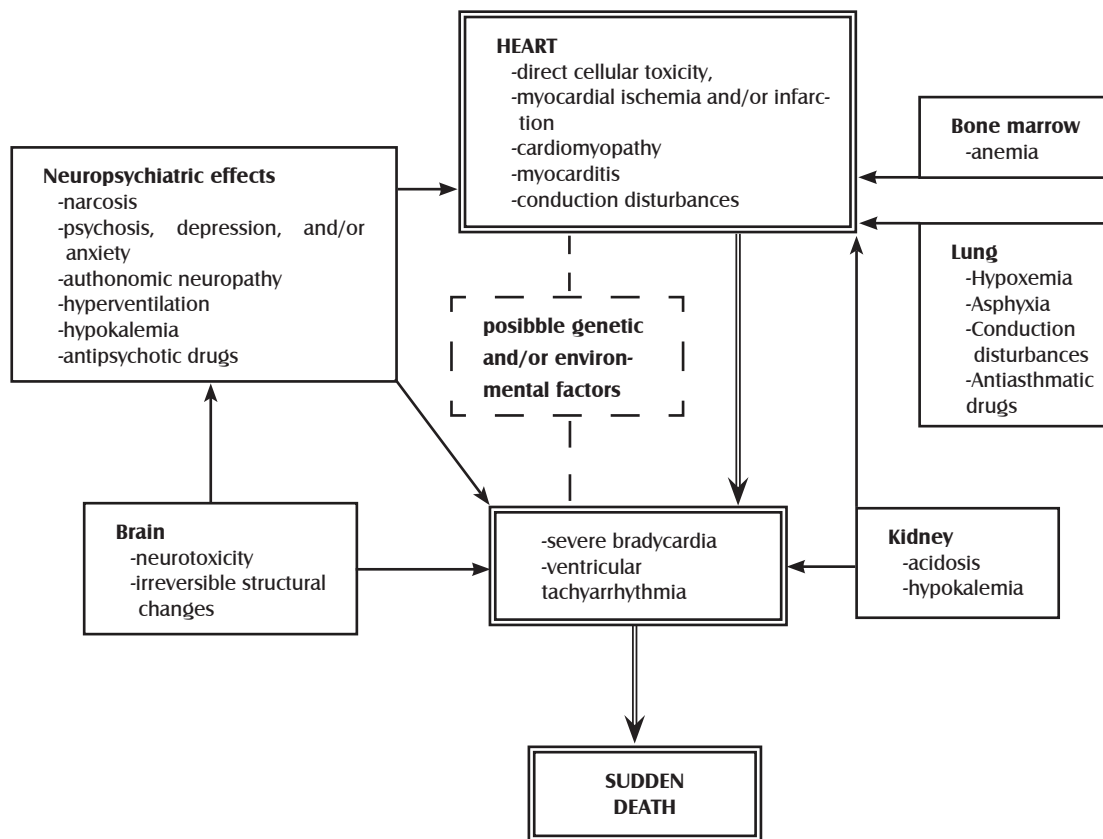 HEART
-direct cellular toxicity,
-myocardial ischemia and/or infarc-
tion
-cardiomyopathy
-myocarditis
-conduction disturbances
Bone marrow
-anemia
Neuropsychiatric effects
-narcosis
-psychosis, depression, and/or
anxiety
-authonomic neuropathy
-hyperventilation
-hypokalemia
-antipsychotic drugs
Lung
-Hypoxemia
-Asphyxia
-Conduction
disturbances
-Antiasthmatic
drugs
posibble genetic
and/or environ-
mental factors
Brain
-neurotoxicity
-irreversible structural
changes
-severe bradycardia
-ventricular
tachyarrhythmia
Kidney
-acidosis
-hypokalemia
SUDDEN
DEATH